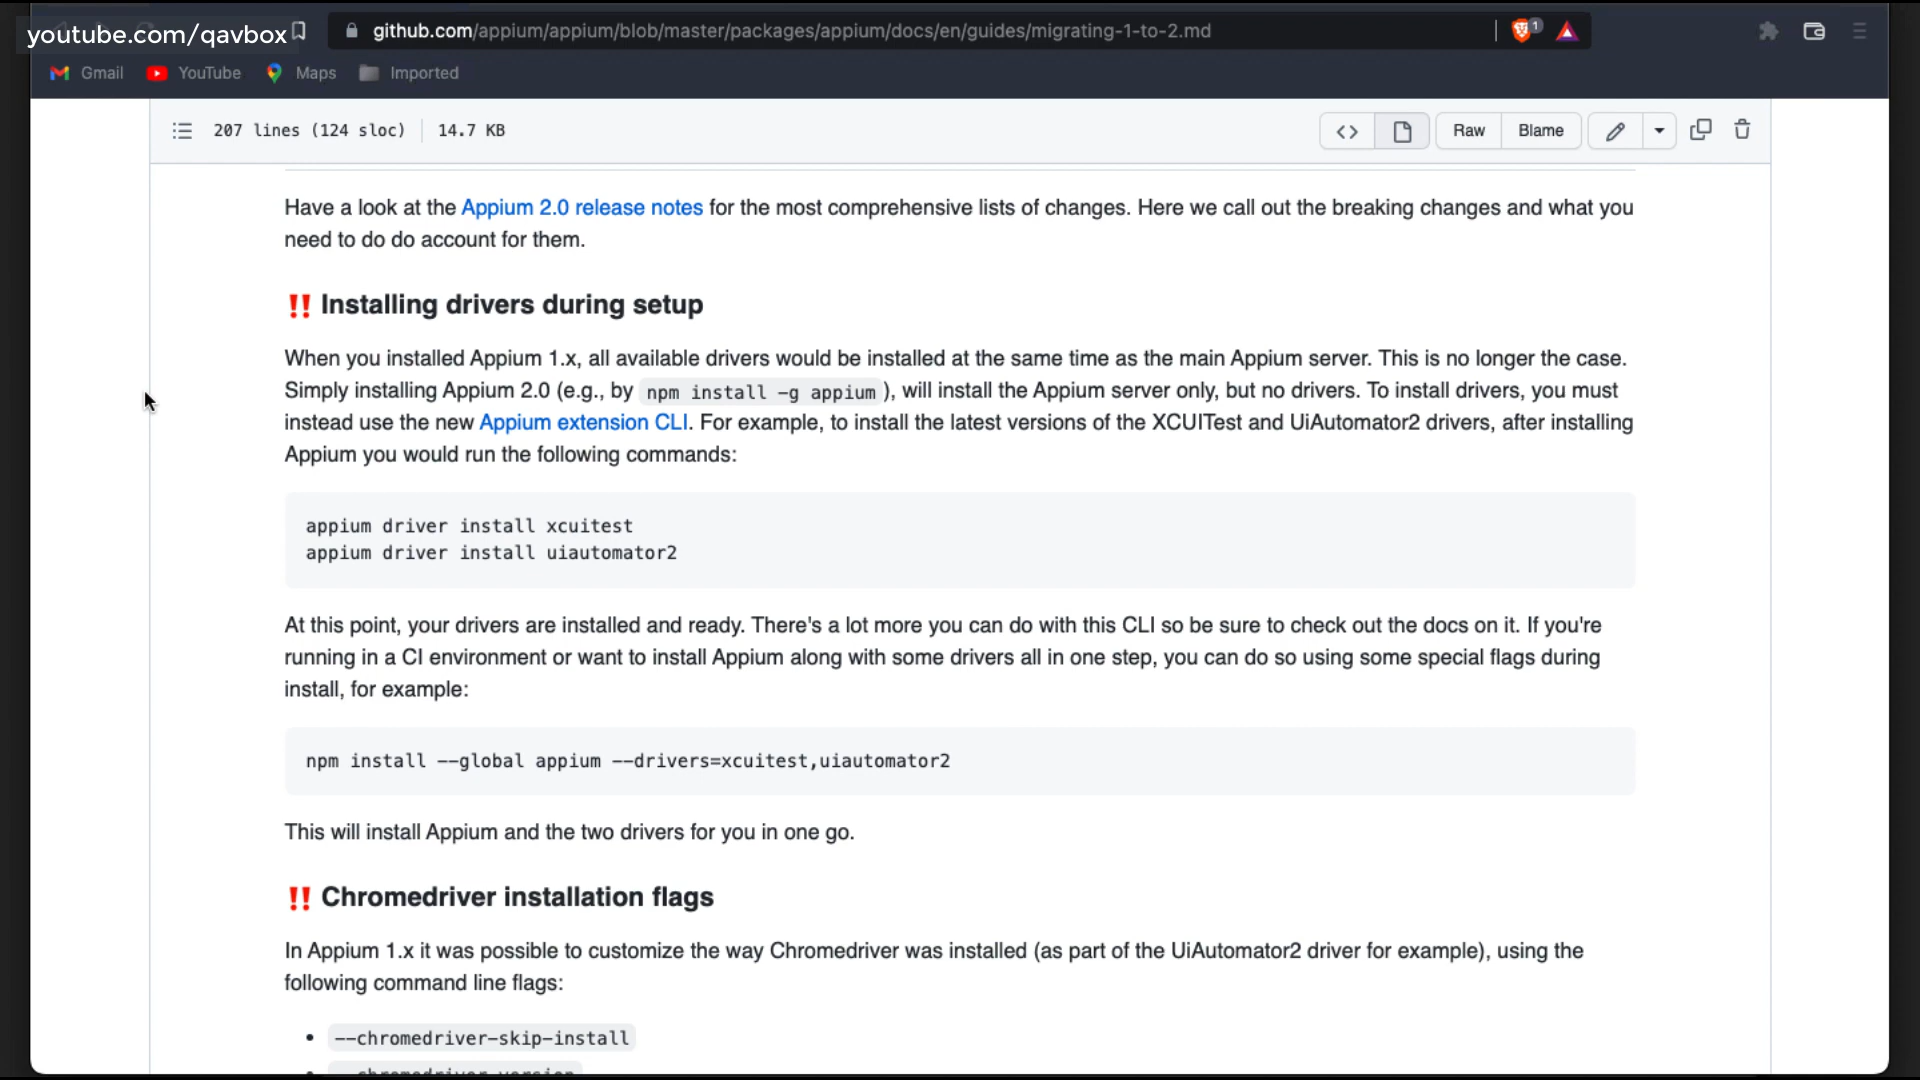 youtube.com/qavbox
github.com/appium/appium/blob/master/packages/appium/docs/en/guides/migrating-1-to-2.md
1
Gmail YouTube Maps Imported
207 lines (124 sloc) 14.7 KB
Raw Blame
Have a look at the Appium 2.0 release notes for the most comprehensive lists of changes. Here we call out the breaking changes and what you
need to do do account for them.
‼ Installing drivers during setup
When you installed Appium 1.x, all available drivers would be installed at the same time as the main Appium server. This is no longer the case.
Simply installing Appium 2.0 (e.g., by npm install -g appium ), will install the Appium server only, but no drivers. To install drivers, you must
instead use the new Appium extension CLI. For example, to install the latest versions of the XCUITest and UiAutomator2 drivers, after installing
Appium you would run the following commands:
appium driver install xcuitest
appium driver install uiautomator2
At this point, your drivers are installed and ready. There's a lot more you can do with this CLI so be sure to check out the docs on it. If you're
running in a CI environment or want to install Appium along with some drivers all in one step, you can do so using some special flags during
install, for example:
npm install --global appium --drivers=xcuitest,uiautomator2
This will install Appium and the two drivers for you in one go.
‼ Chromedriver installation flags
In Appium 1.x it was possible to customize the way Chromedriver was installed (as part of the UiAutomator2 driver for example), using the
following command line flags:
• --chromedriver-skip-install
• --chromedriver-version